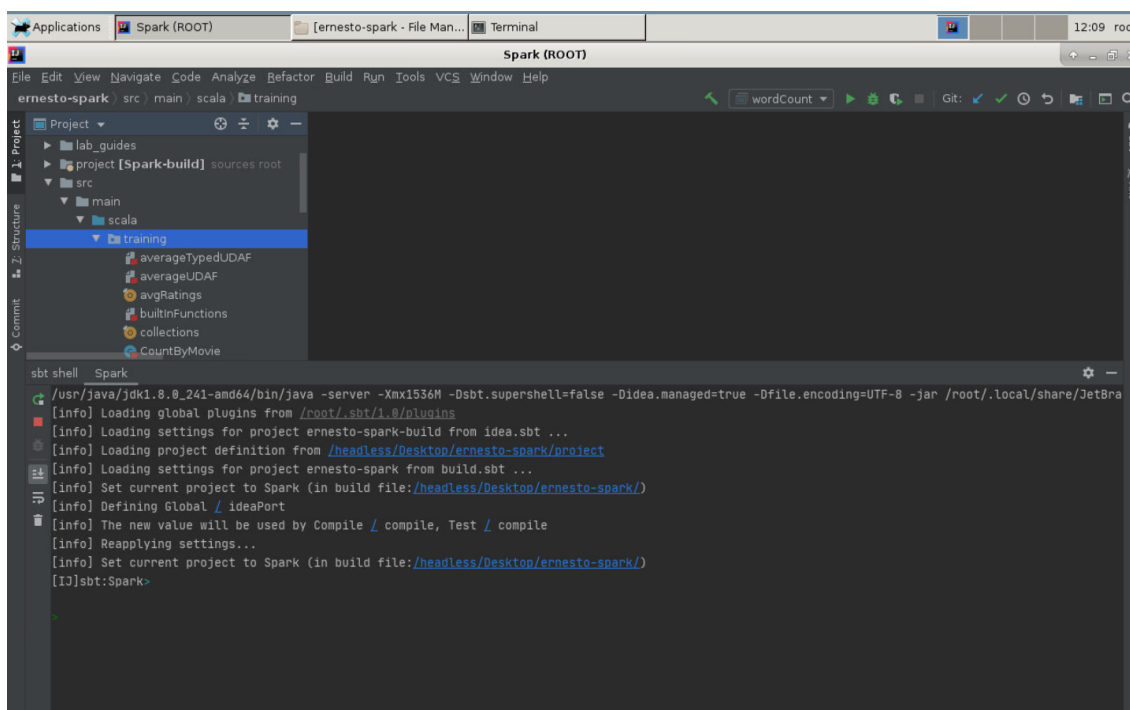 Applications Spark (ROOT) [ernesto-spark - File Man... Terminal 12:09
Spark (ROOT)
File Edit View Navigate Code Analyze Refactor Build Run Tools VCS Window Help
ernesto-spark src main scala training wordCount Git:
1: Project
Z: Structure
Commit
Project
lab_guides
project [Spark-build] sources root
src
main
scala
training
averageTypedUDAF
averageUDAF
avgRatings
builtInFunctions
collections
CountByMovie
sbt shell Spark
/usr/java/jdk1.8.0_241-amd64/bin/java -server -Xmx1536M -Dsbt.supershell=false -Didea.managed=true -Dfile.encoding=UTF-8 -jar /root/.local/share/JetBra
[info] Loading global plugins from /root/.sbt/1.0/plugins
[info] Loading settings for project ernesto-spark-build from idea.sbt ...
[info] Loading project definition from /headless/Desktop/ernesto-spark/project
[info] Loading settings for project ernesto-spark from build.sbt ...
[info] Set current project to Spark (in build file:/headless/Desktop/ernesto-spark/)
[info] Defining Global / ideaPort
[info] The new value will be used by Compile / compile, Test / compile
[info] Reapplying settings...
[info] Set current project to Spark (in build file:/headless/Desktop/ernesto-spark/)
[IJ]sbt:Spark>
>